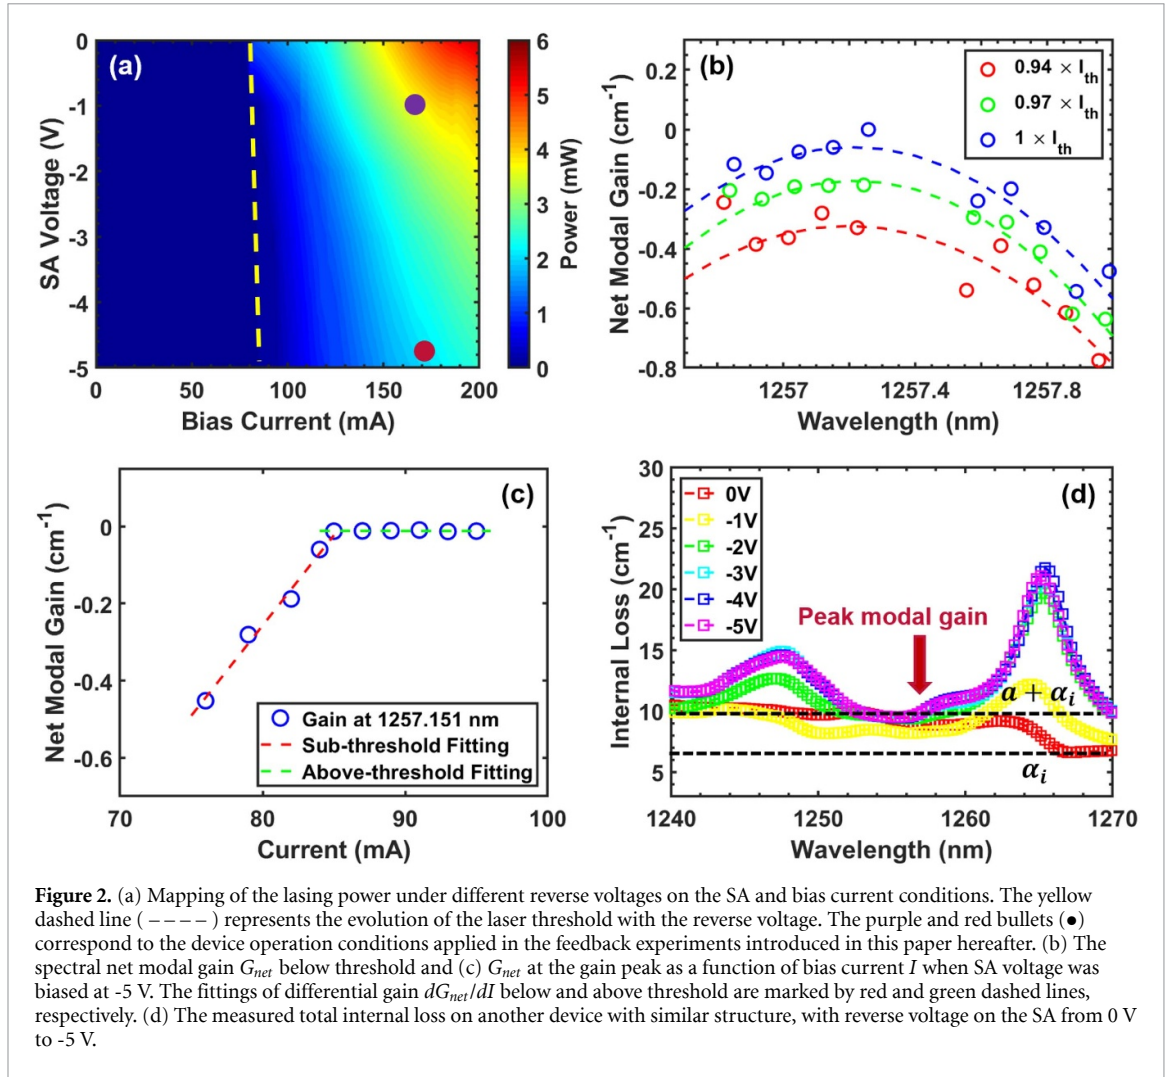 (a)
SA Voltage (V)
0
-1
-2
-3
-4
-5
0 50 100 150 200
Bias Current (mA)
6
5
4
3
2
1
0
Power (mW)
(b)
Net Modal Gain (cm⁻¹)
0.2
0
-0.2
-0.4
-0.6
-0.8
1257 1257.4 1257.8
Wavelength (nm)
0.94 × I_th
0.97 × I_th
1 × I_th
(c)
Net Modal Gain (cm⁻¹)
0
-0.2
-0.4
-0.6
70 80 90 100
Current (mA)
Gain at 1257.151 nm
Sub-threshold Fitting
Above-threshold Fitting
(d)
Internal Loss (cm⁻¹)
30
25
20
15
10
5
1240 1250 1260 1270
Wavelength (nm)
0V
-1V
-2V
-3V
-4V
-5V
Peak modal gain
a + α_i
α_i
Figure 2. (a) Mapping of the lasing power under different reverse voltages on the SA and bias current conditions. The yellow
dashed line ( − − − − ) represents the evolution of the laser threshold with the reverse voltage. The purple and red bullets (●)
correspond to the device operation conditions applied in the feedback experiments introduced in this paper hereafter. (b) The
spectral net modal gain G_net below threshold and (c) G_net at the gain peak as a function of bias current I when SA voltage was
biased at -5 V. The fittings of differential gain dG_net/dI below and above threshold are marked by red and green dashed lines,
respectively. (d) The measured total internal loss on another device with similar structure, with reverse voltage on the SA from 0 V
to -5 V.